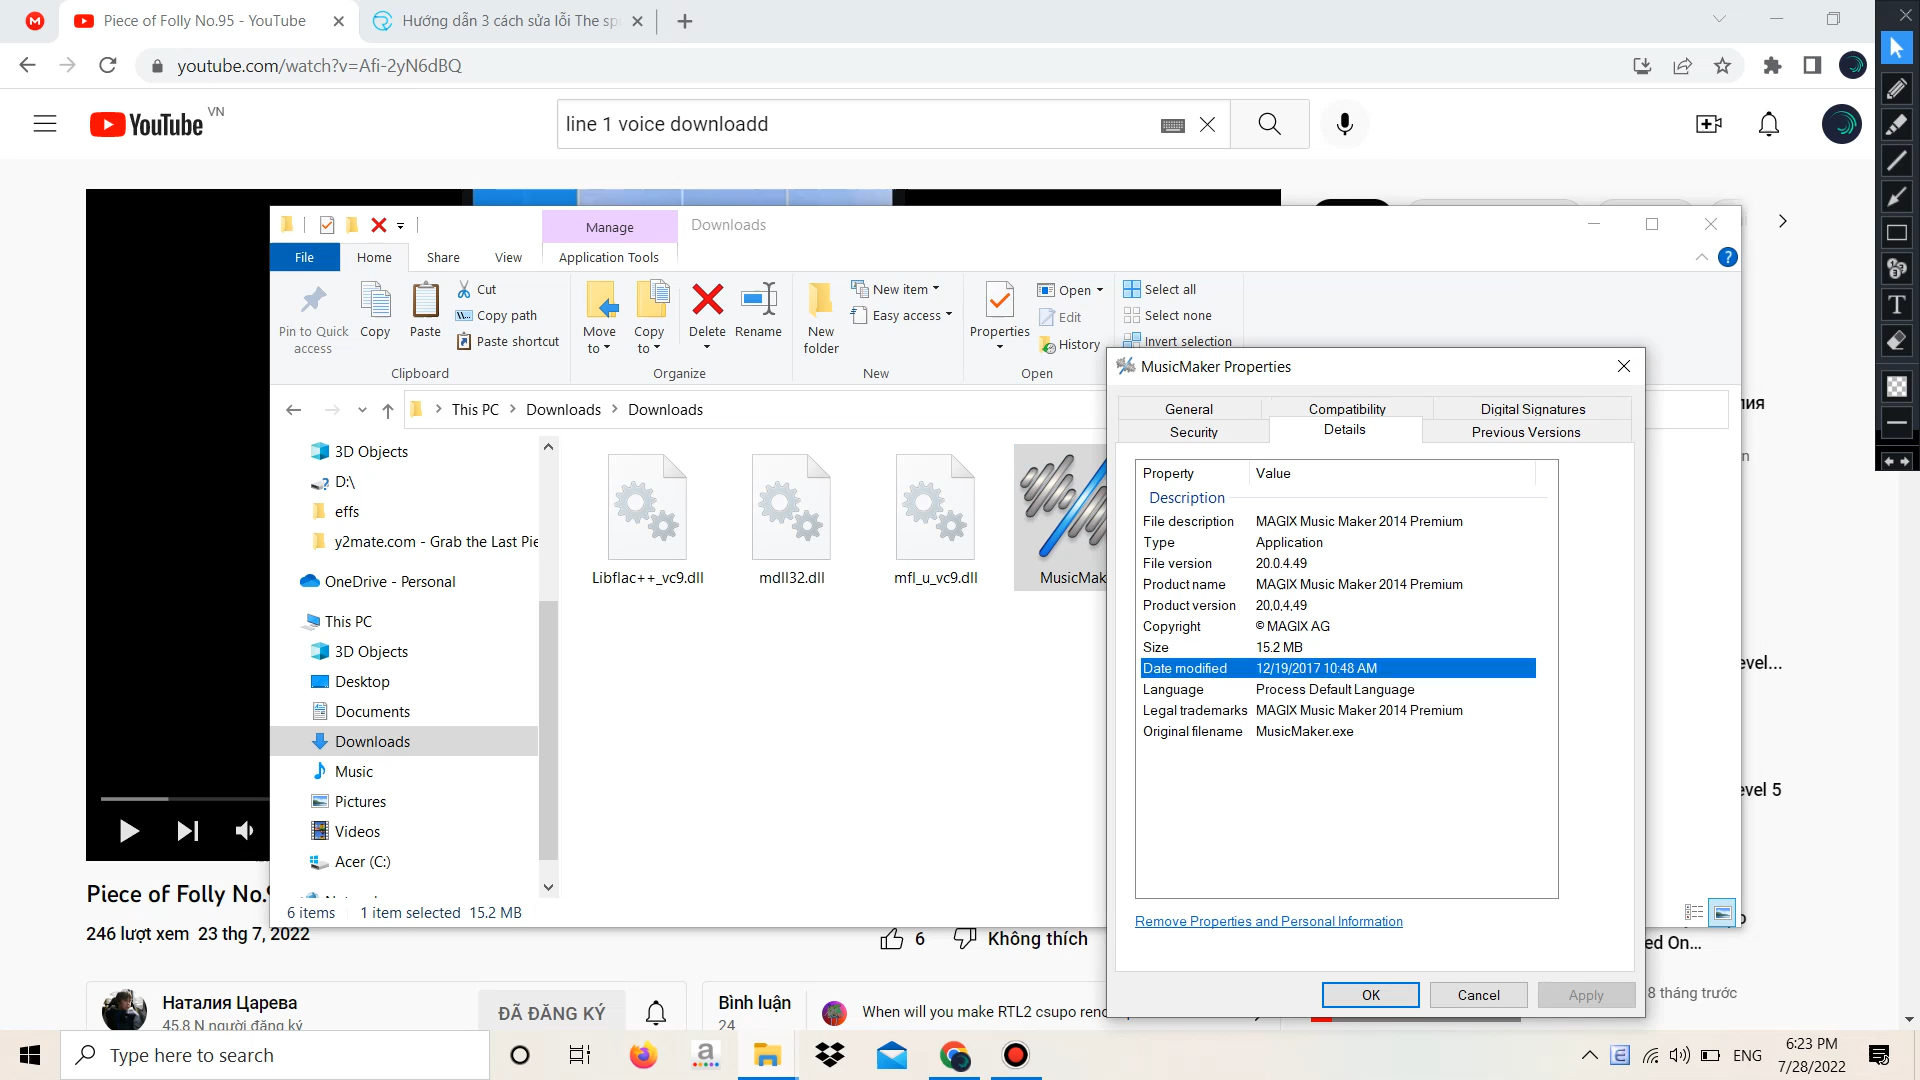 Piece of Folly No.95 - YouTube
Hướng dẫn 3 cách sửa lỗi The sp
youtube.com/watch?v=Afi-2yN6dBQ
YouTube VN
line 1 voice downloadd
Manage
Downloads
File
Home
Share
View
Application Tools
Pin to Quick access
Copy
Paste
Cut
Copy path
Paste shortcut
Clipboard
Move to
Copy to
Delete
Rename
Organize
New folder
New item
Easy access
New
Properties
Open
Edit
History
Open
Select all
Select none
Invert selection
This PC
Downloads
Downloads
3D Objects
D:\
effs
y2mate.com - Grab the Last Pie
OneDrive - Personal
This PC
3D Objects
Desktop
Documents
Downloads
Music
Pictures
Videos
Acer (C:)
Libflac++_vc9.dll
mdll32.dll
mfl_u_vc9.dll
MusicMak
6 items
1 item selected 15.2 MB
MusicMaker Properties
General
Compatibility
Digital Signatures
Security
Details
Previous Versions
Property Value
Description
File description MAGIX Music Maker 2014 Premium
Type Application
File version 20.0.4.49
Product name MAGIX Music Maker 2014 Premium
Product version 20,0,4,49
Copyright © MAGIX AG
Size 15.2 MB
Date modified 12/19/2017 10:48 AM
Language Process Default Language
Legal trademarks MAGIX Music Maker 2014 Premium
Original filename MusicMaker.exe
Remove Properties and Personal Information
OK
Cancel
Apply
evel...
evel 5
ed On...
8 tháng trước
Piece of Folly No.9
246 lượt xem 23 thg 7, 2022
6
Không thích
Наталия Царева
45,8 N người đăng ký
ĐÃ ĐĂNG KÝ
Bình luận
24
When will you make RTL2 csupo
Type here to search
ENG
6:23 PM
7/28/2022